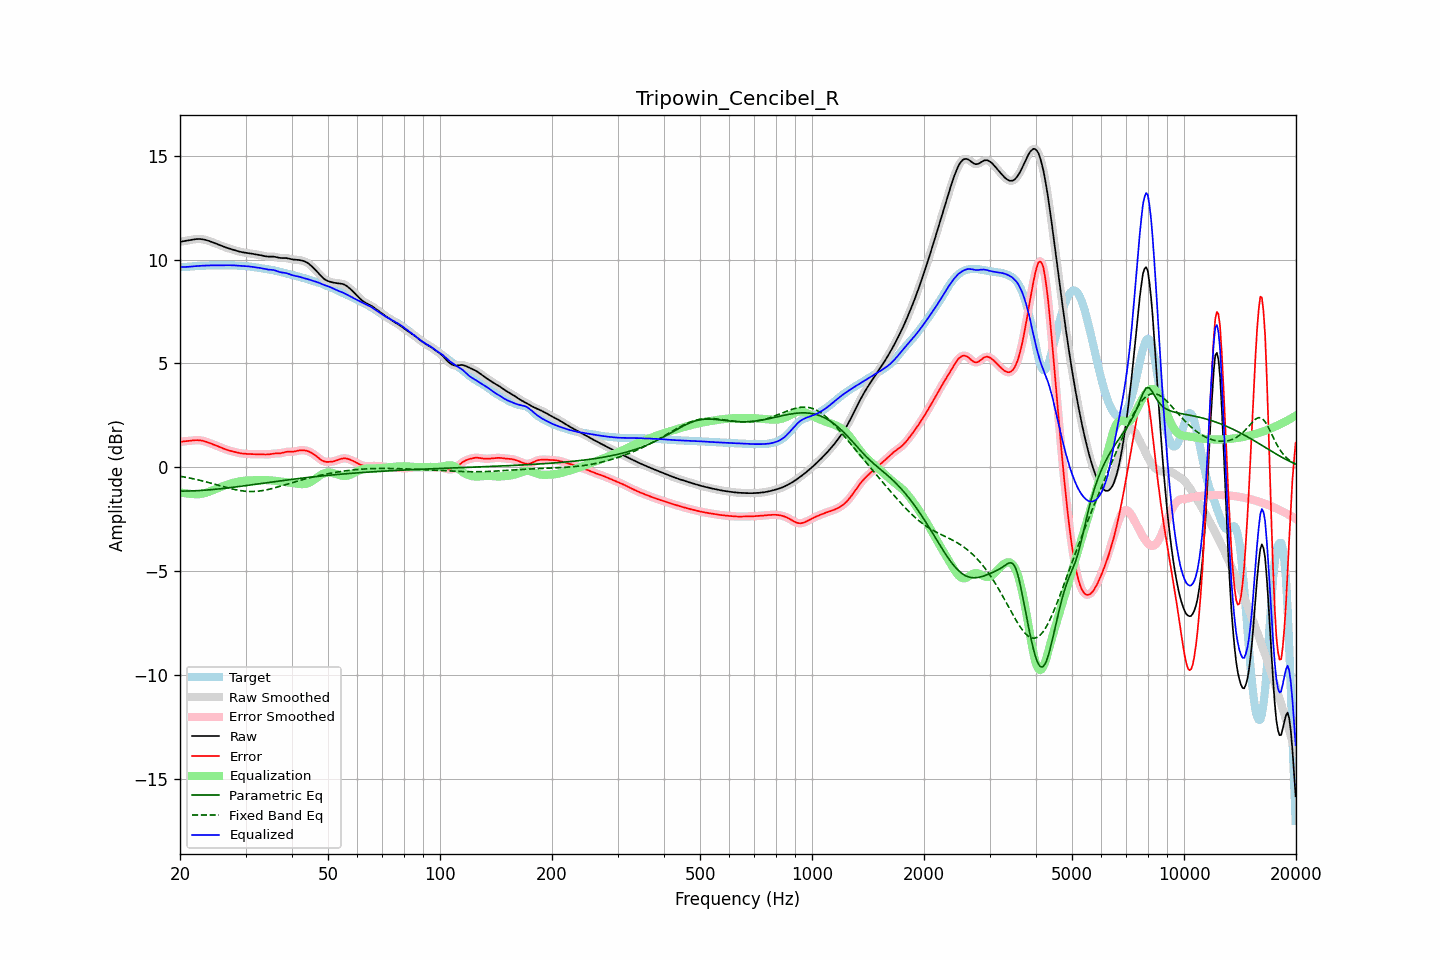 Tripowin_Cencibel_R
Amplitude (dBr)
15
10
5
0
−5
−10
−15
Target
Raw Smoothed
Error Smoothed
Raw
Error
Equalization
Parametric Eq
Fixed Band Eq
Equalized
20 50 100 200 500 1000 2000 5000 10000 20000
Frequency (Hz)